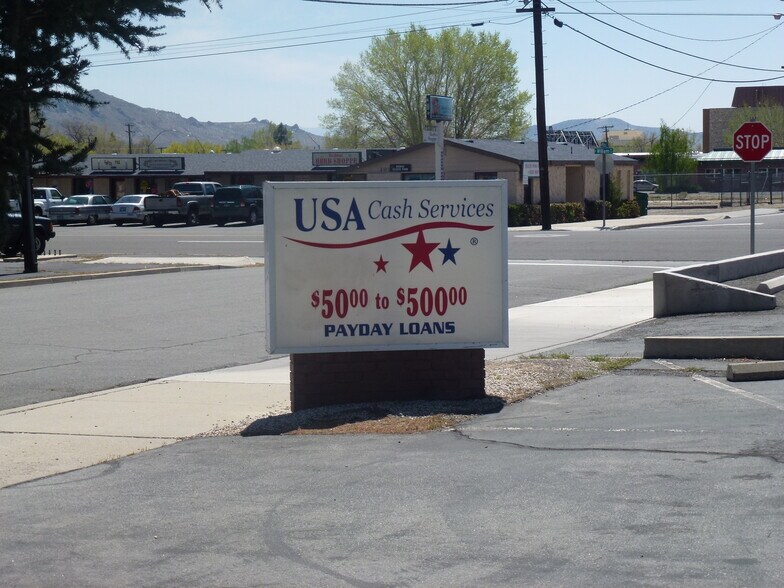 USA Cash Services
®
$50.00 to $500.00
PAYDAY LOANS
STOP